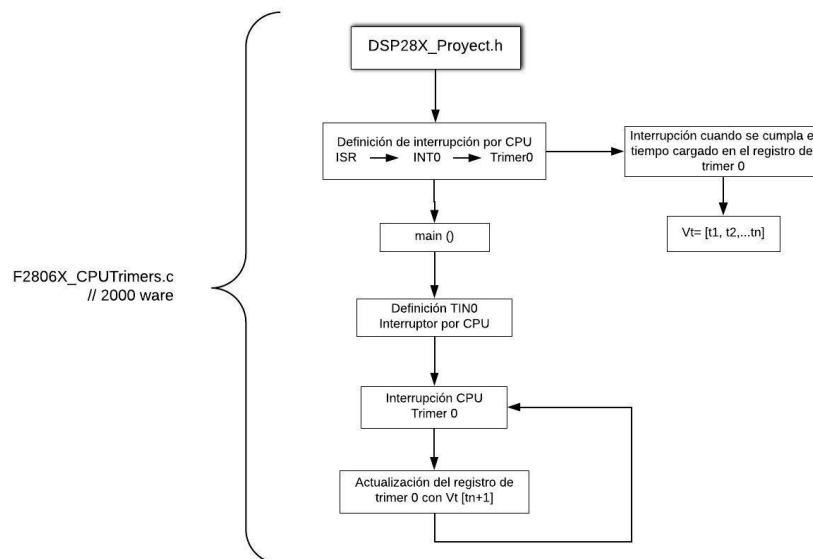 DSP28X_Proyect.h
Definición de interrupción por CPU
ISR INT0 Trimer0
Interrupción cuando se cumpla e
tiempo cargado en el registro de
trimer 0
Vt= [t1, t2,...tn]
main ()
F2806X_CPUTrimers.c
// 2000 ware
Definición TIN0
Interruptor por CPU
Interrupción CPU
Trimer 0
Actualización del registro de
trimer 0 con Vt [tn+1]